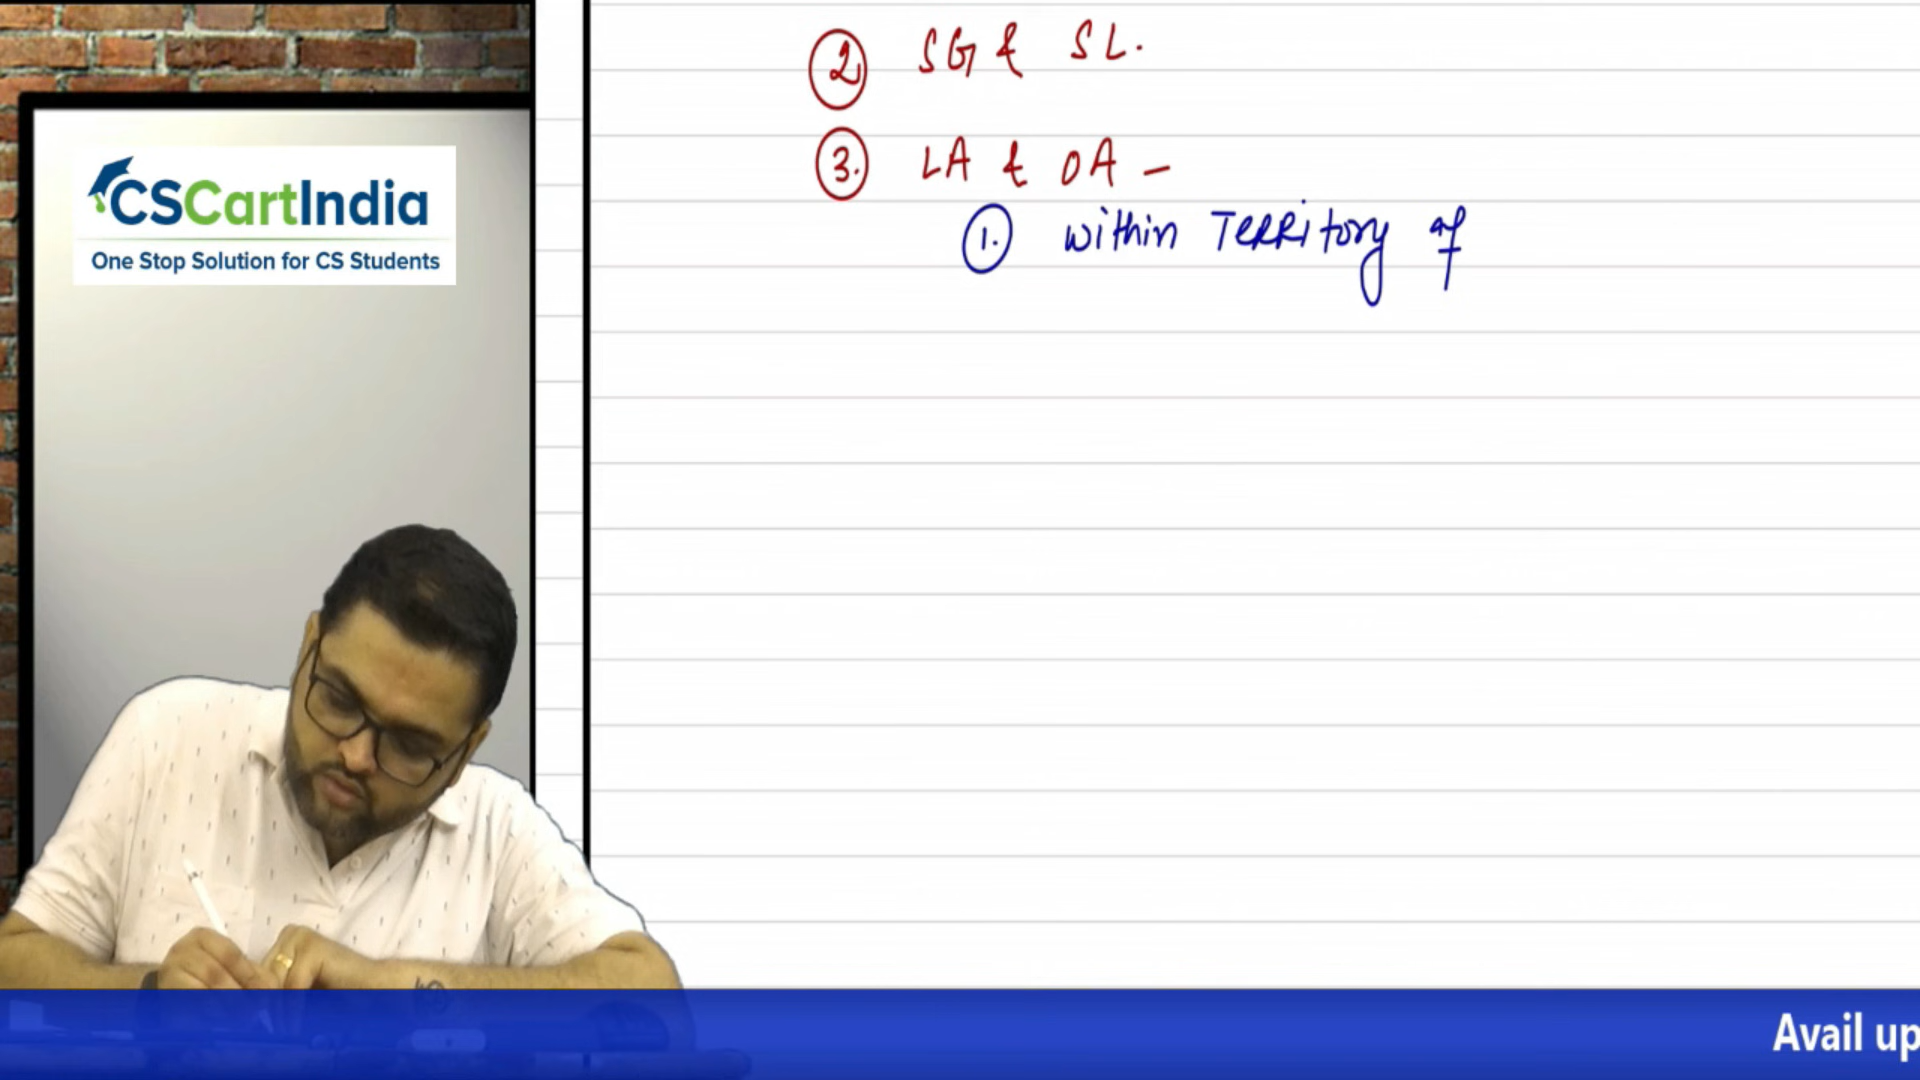 CSCartIndia
One Stop Solution for CS Students
② SG & SL.
③. LA & OA –
①. within Territory of
Avail up